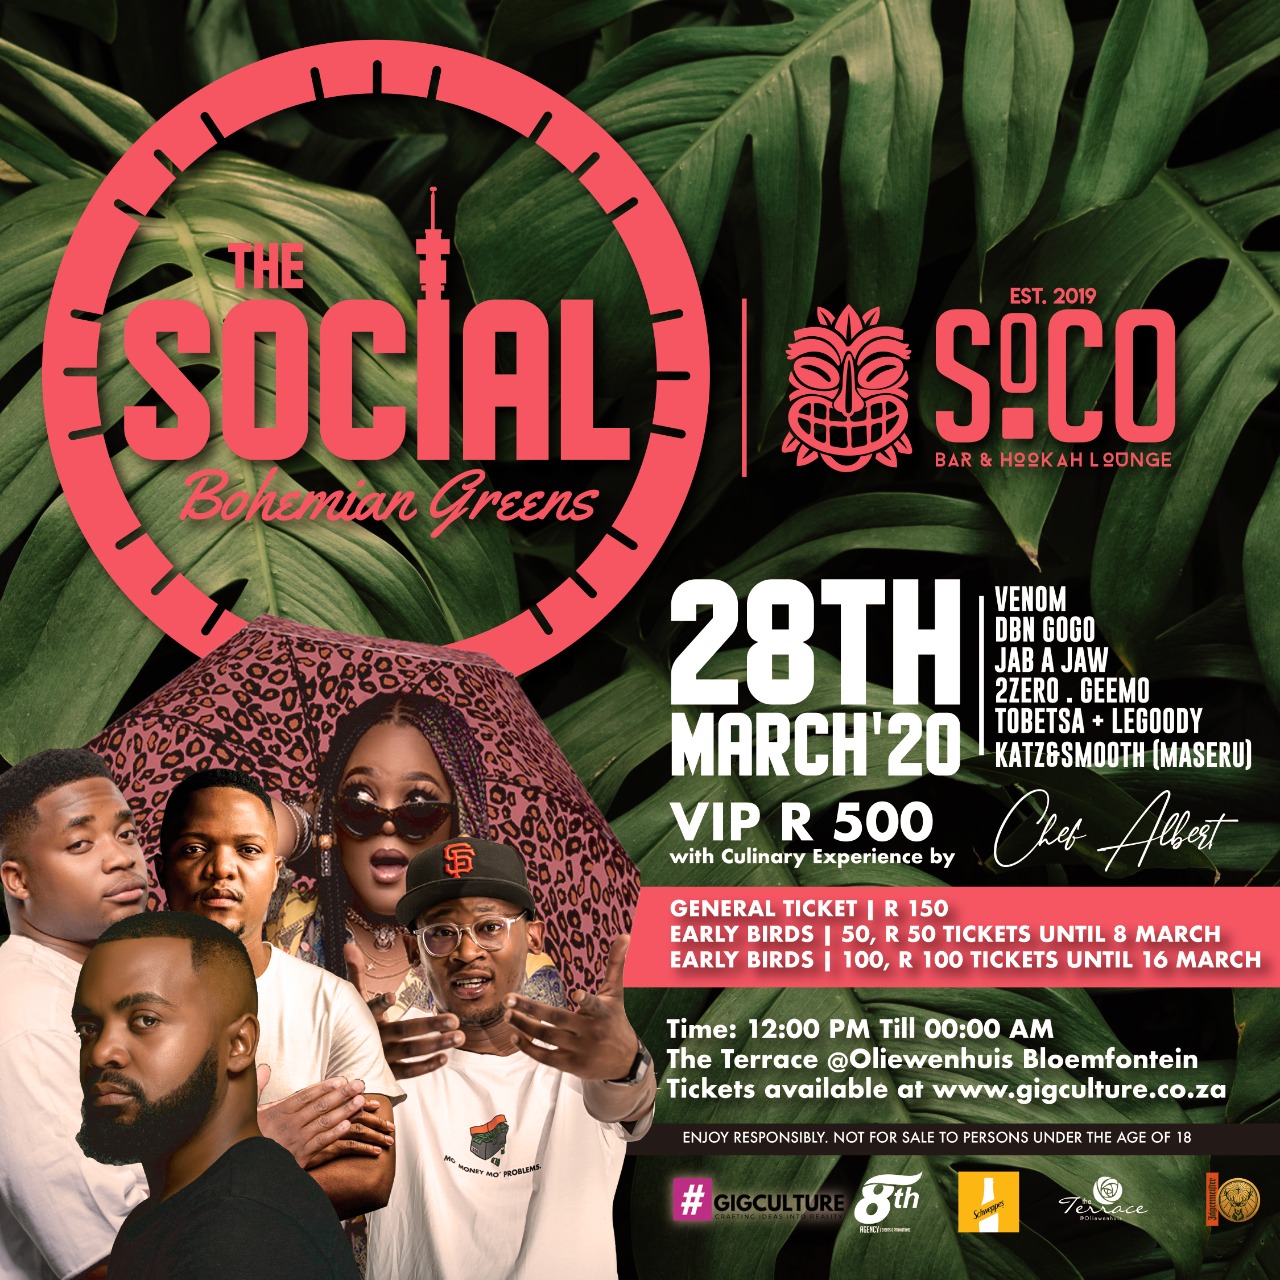 THE
SOCIAL
Bohemian Greens
EST. 2019
SOCO
BAR & HOOKAH LOUNGE
28TH
MARCH'20
VENOM
DBN GOGO
JAB A JAW
2ZERO . GEEMO
TOBETSA + LEGOODY
KATZ&SMOOTH (MASERU)
VIP R 500
with Culinary Experience by
Chef Albert
GENERAL TICKET | R 150
EARLY BIRDS | 50, R 50 TICKETS UNTIL 8 MARCH
EARLY BIRDS | 100, R 100 TICKETS UNTIL 16 MARCH
Time: 12:00 PM Till 00:00 AM
The Terrace @Oliewenhuis Bloemfontein
Tickets available at www.gigculture.co.za
SF
MO' MONEY MO' PROBLEMS.
ENJOY RESPONSIBLY. NOT FOR SALE TO PERSONS UNDER THE AGE OF 18
#GIGCULTURE
CRAFTING IDEAS INTO REALITY
8th
AGENCY
Schweppes
the Terrace
@Oliewenhuis
Jägermeister